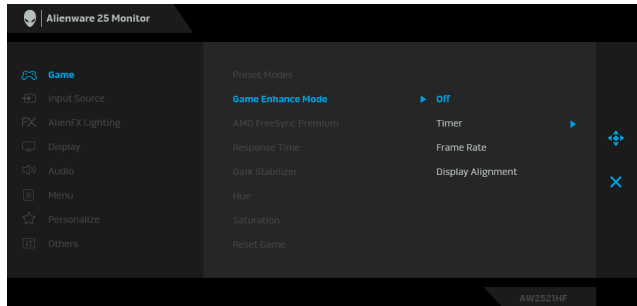 Alienware 25 Monitor
Game
Input Source
AlienFX Lighting
Display
Audio
Menu
Personalize
Others
Preset Modes
Game Enhance Mode
AMD FreeSync Premium
Response Time
Dark Stabilizer
Hue
Saturation
Reset Game
Off
Timer
Frame Rate
Display Alignment
AW2521HF